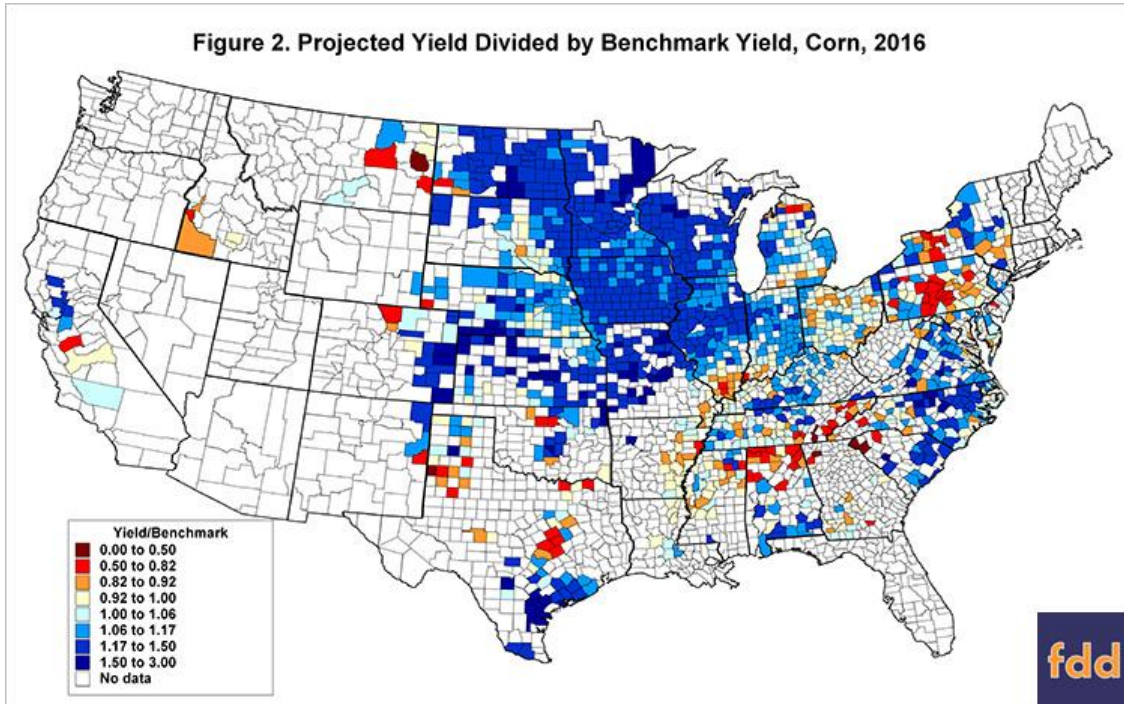 Figure 2. Projected Yield Divided by Benchmark Yield, Corn, 2016
Yield/Benchmark
0.00 to 0.50
0.50 to 0.82
0.82 to 0.92
0.92 to 1.00
1.00 to 1.06
1.06 to 1.17
1.17 to 1.50
1.50 to 3.00
No data
fdd